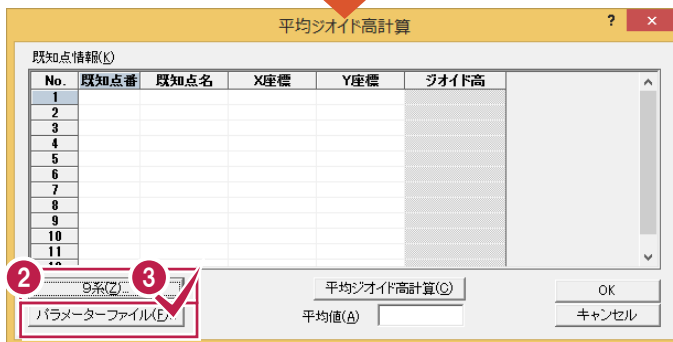 平均ジオイド高計算 ? ×
既知点情報(K)
No. 既知点番 既知点名 X座標 Y座標 ジオイド高
1
2
3
4
5
6
7
8
9
10
11
2 3
9系(Z)... 平均ジオイド高計算(C) OK
パラメーターファイル(F)... 平均値(A) キャンセル